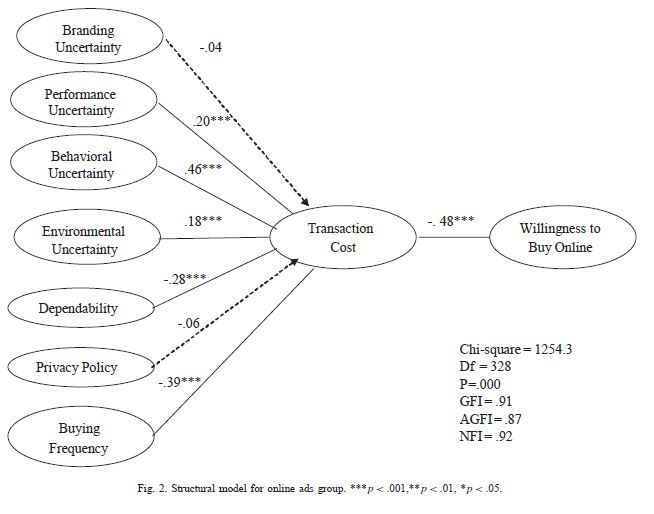 Branding
Uncertainty
-.04
Performance
Uncertainty
.20***
Behavioral
Uncertainty
.46***
Environmental
Uncertainty
.18***
Transaction
Cost
-. 48***
Willingness to
Buy Online
Dependability
-.28***
-.06
Privacy Policy
-.39***
Buying
Frequency
Chi-square = 1254.3
Df = 328
P=.000
GFI= .91
AGFI= .87
NFI= .92
Fig. 2. Structural model for online ads group. ***p < .001,**p < .01, *p < .05.